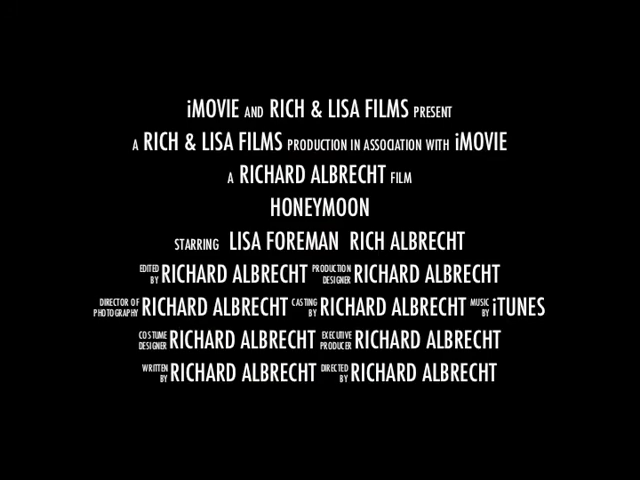 iMOVIE AND RICH & LISA FILMS PRESENT
A RICH & LISA FILMS PRODUCTION IN ASSOCIATION WITH iMOVIE
A RICHARD ALBRECHT FILM
HONEYMOON
STARRING LISA FOREMAN RICH ALBRECHT
EDITED BY RICHARD ALBRECHT PRODUCTION DESIGNER RICHARD ALBRECHT
DIRECTOR OF PHOTOGRAPHY RICHARD ALBRECHT CASTING BY RICHARD ALBRECHT MUSIC BY iTUNES
COSTUME DESIGNER RICHARD ALBRECHT EXECUTIVE PRODUCER RICHARD ALBRECHT
WRITTEN BY RICHARD ALBRECHT DIRECTED BY RICHARD ALBRECHT